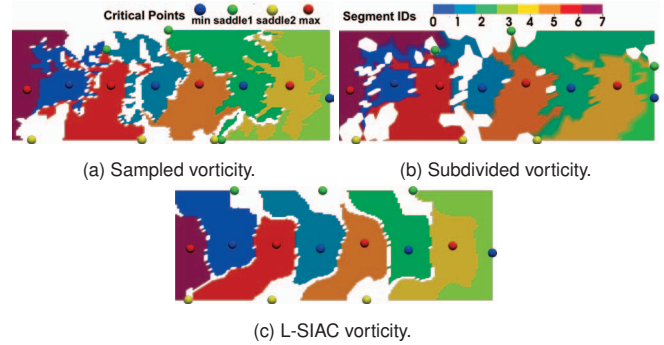 Critical Points
min saddle1 saddle2 max
Segment IDs
0 1 2 3 4 5 6 7
(a) Sampled vorticity.
(b) Subdivided vorticity.
(c) L-SIAC vorticity.